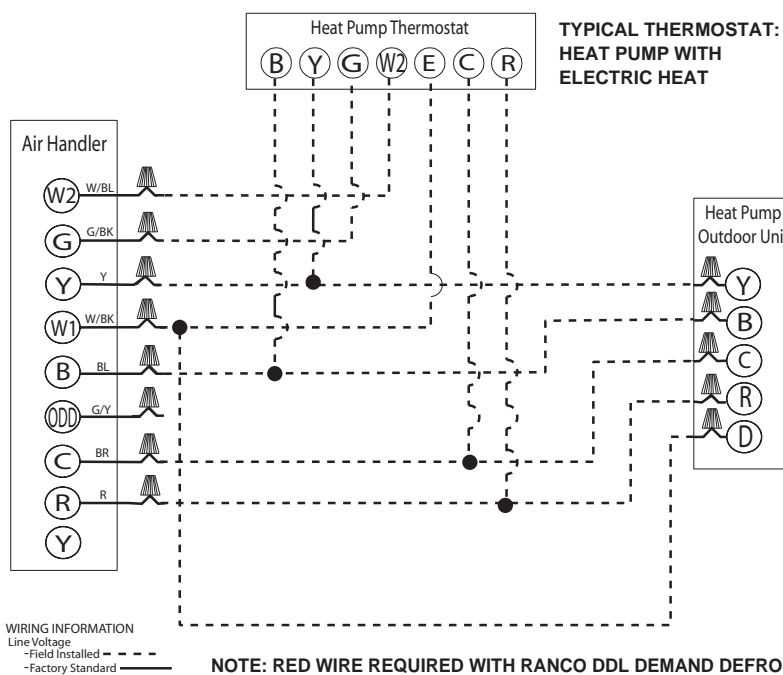 Heat Pump Thermostat
B Y G W2 E C R
TYPICAL THERMOSTAT:
HEAT PUMP WITH
ELECTRIC HEAT
Air Handler
W2 W/BL
G G/BK
Y Y
W1 W/BK
B BL
ODD G/Y
C BR
R R
Y
Heat Pump
Outdoor Uni
Y
B
C
R
D
WIRING INFORMATION
Line Voltage
-Field Installed
-Factory Standard
NOTE: RED WIRE REQUIRED WITH RANCO DDL DEMAND DEFRO